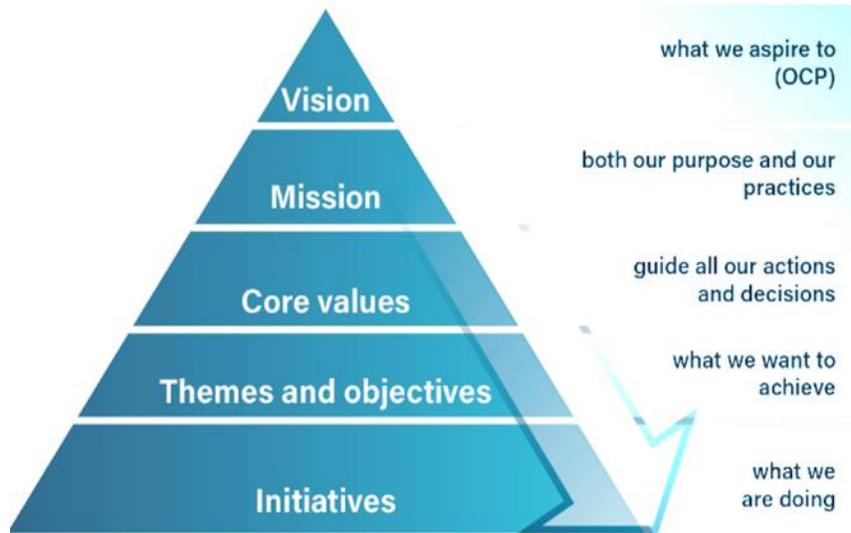 Vision
what we aspire to
(OCP)
Mission
both our purpose and our
practices
Core values
guide all our actions
and decisions
Themes and objectives
what we want to
achieve
Initiatives
what we
are doing